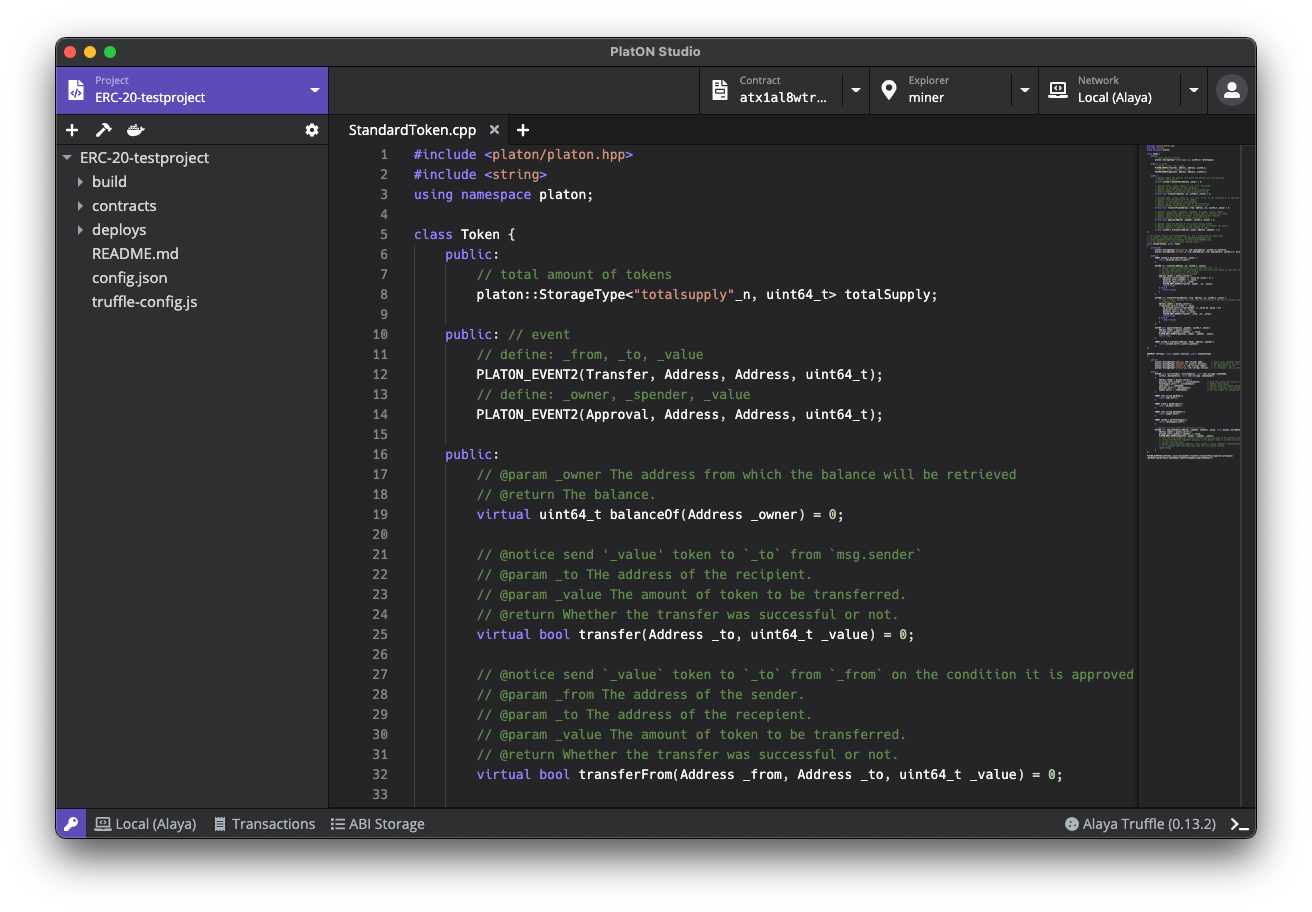 PlatON Studio
Project
ERC-20-testproject
Contract
atx1al8wtr...
Explorer
miner
Network
Local (Alaya)
StandardToken.cpp
ERC-20-testproject
build
contracts
deploys
README.md
config.json
truffle-config.js
1 #include <platon/platon.hpp>
2 #include <string>
3 using namespace platon;
4
5 class Token {
6 public:
7 // total amount of tokens
8 platon::StorageType<"totalsupply"_n, uint64_t> totalSupply;
9
10 public: // event
11 // define: _from, _to, _value
12 PLATON_EVENT2(Transfer, Address, Address, uint64_t);
13 // define: _owner, _spender, _value
14 PLATON_EVENT2(Approval, Address, Address, uint64_t);
15
16 public:
17 // @param _owner The address from which the balance will be retrieved
18 // @return The balance.
19 virtual uint64_t balanceOf(Address _owner) = 0;
20
21 // @notice send '_value' token to `_to` from `msg.sender`
22 // @param _to THe address of the recipient.
23 // @param _value The amount of token to be transferred.
24 // @return Whether the transfer was successful or not.
25 virtual bool transfer(Address _to, uint64_t _value) = 0;
26
27 // @notice send `_value` token to `_to` from `_from` on the condition it is approved
28 // @param _from The address of the sender.
29 // @param _to The address of the recepient.
30 // @param _value The amount of token to be transferred.
31 // @return Whether the transfer was successful or not.
32 virtual bool transferFrom(Address _from, Address _to, uint64_t _value) = 0;
33
Local (Alaya)
Transactions
ABI Storage
Alaya Truffle (0.13.2)